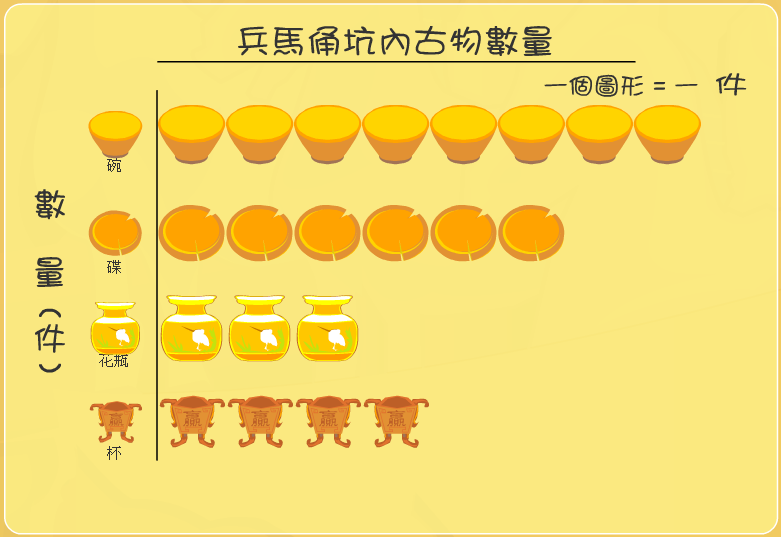 兵馬俑坑內古物數量
一個圖形 = 一 件
數量(件)
碗
碟
花瓶
杯